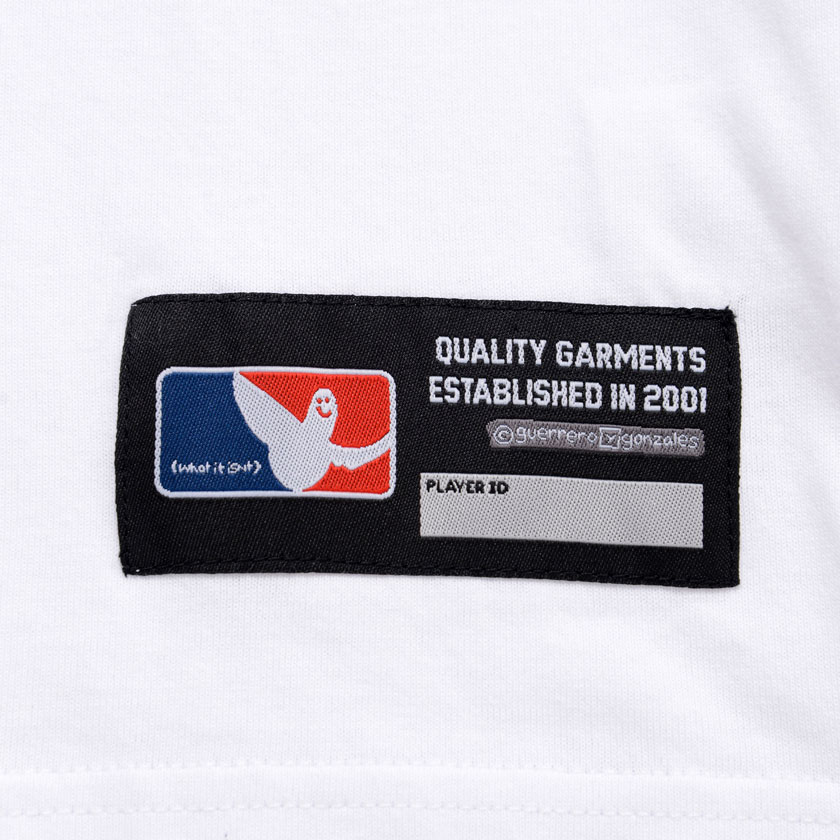 (what it isNt)
QUALITY GARMENTS
ESTABLISHED IN 2001
©guerrero y gonzales
PLAYER ID